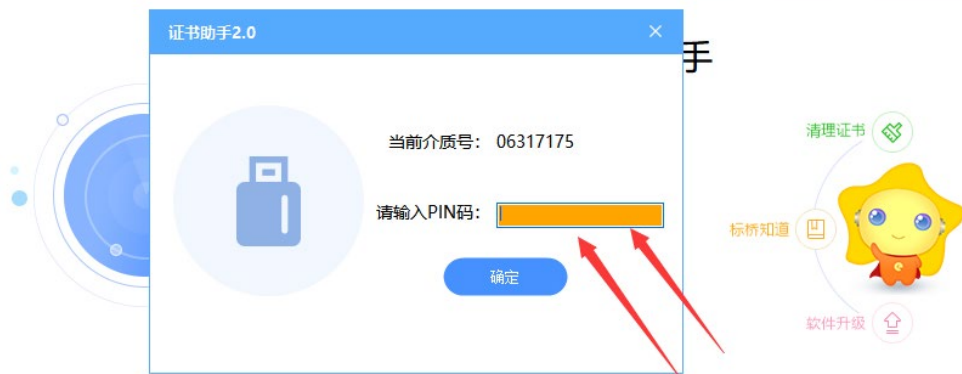 证书助手2.0
手
当前介质号： 06317175
请输入PIN码：
确定
清理证书
标桥知道
软件升级